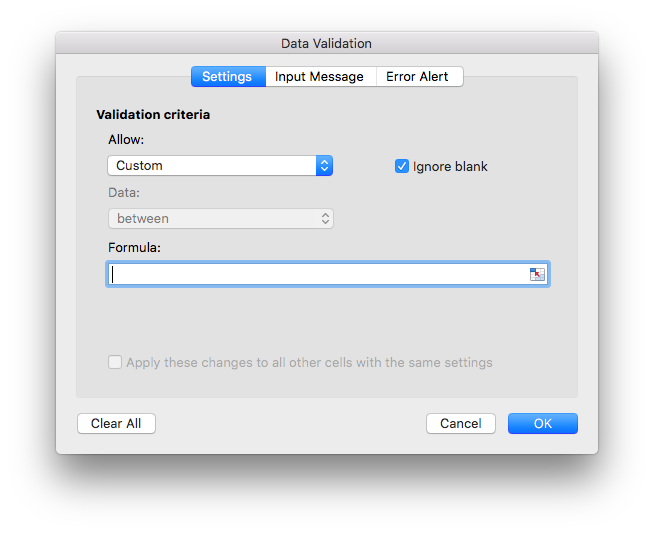 Data Validation
Settings Input Message Error Alert
Validation criteria
Allow:
Custom Ignore blank
Data:
between
Formula:
Apply these changes to all other cells with the same settings
Clear All Cancel OK